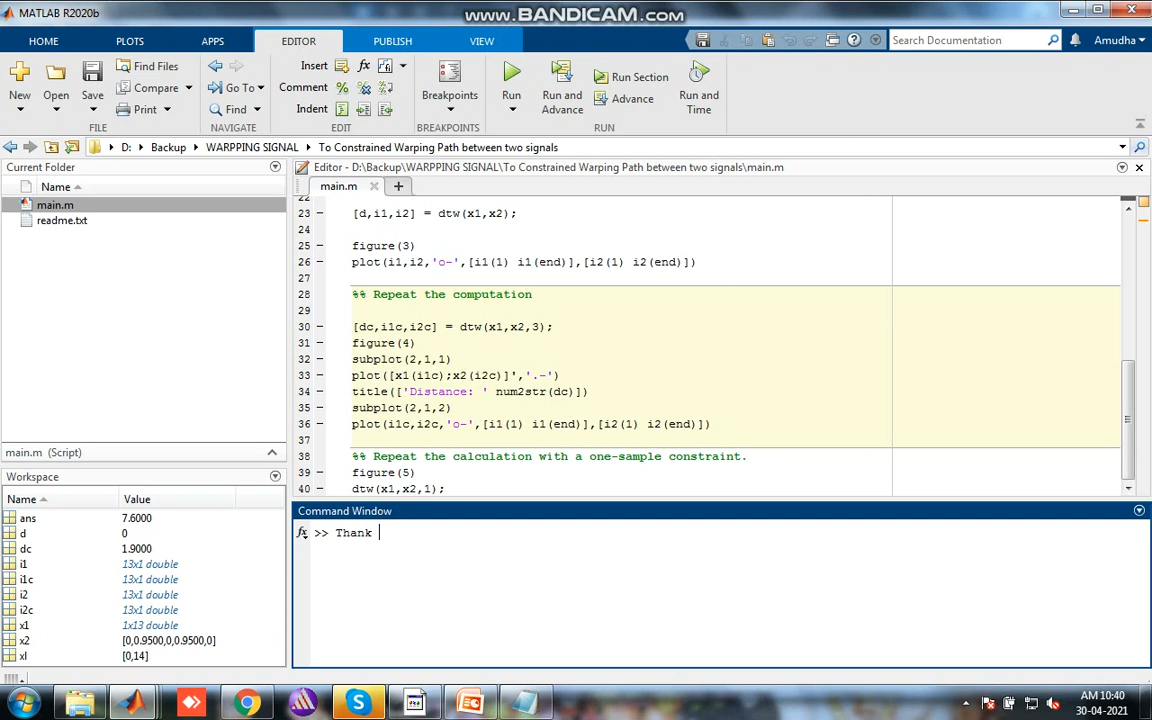 MATLAB R2020b
www.BANDICAM.com
HOME PLOTS APPS EDITOR PUBLISH VIEW
Search Documentation
Amudha
New Open Save
Find Files
Compare
Print
FILE
Go To
Find
NAVIGATE
Insert fx
Comment
Indent
EDIT
Breakpoints
BREAKPOINTS
Run
Run and Advance
Run Section
Advance
Run and Time
RUN
D: Backup WARPPING SIGNAL To Constrained Warping Path between two signals
Current Folder
Name
main.m
readme.txt
main.m (Script)
Workspace
Name Value
ans 7.6000
d 0
dc 1.9000
i1 13x1 double
i1c 13x1 double
i2 13x1 double
i2c 13x1 double
x1 1x13 double
x2 [0,0.9500,0,0.9500,0]
xl [0,14]
Editor - D:\Backup\WARPPING SIGNAL\To Constrained Warping Path between two signals\main.m
main.m
22
23 [d,i1,i2] = dtw(x1,x2);
24
25 figure(3)
26 plot(i1,i2,'o-',[i1(1) i1(end)],[i2(1) i2(end)])
27
28 %% Repeat the computation
29
30 [dc,i1c,i2c] = dtw(x1,x2,3);
31 figure(4)
32 subplot(2,1,1)
33 plot([x1(i1c);x2(i2c)]','.-')
34 title(['Distance: ' num2str(dc)])
35 subplot(2,1,2)
36 plot(i1c,i2c,'o-',[i1(1) i1(end)],[i2(1) i2(end)])
37
38 %% Repeat the calculation with a one-sample constraint.
39 figure(5)
40 dtw(x1,x2,1);
Command Window
fx >> Thank
AM 10:40
30-04-2021